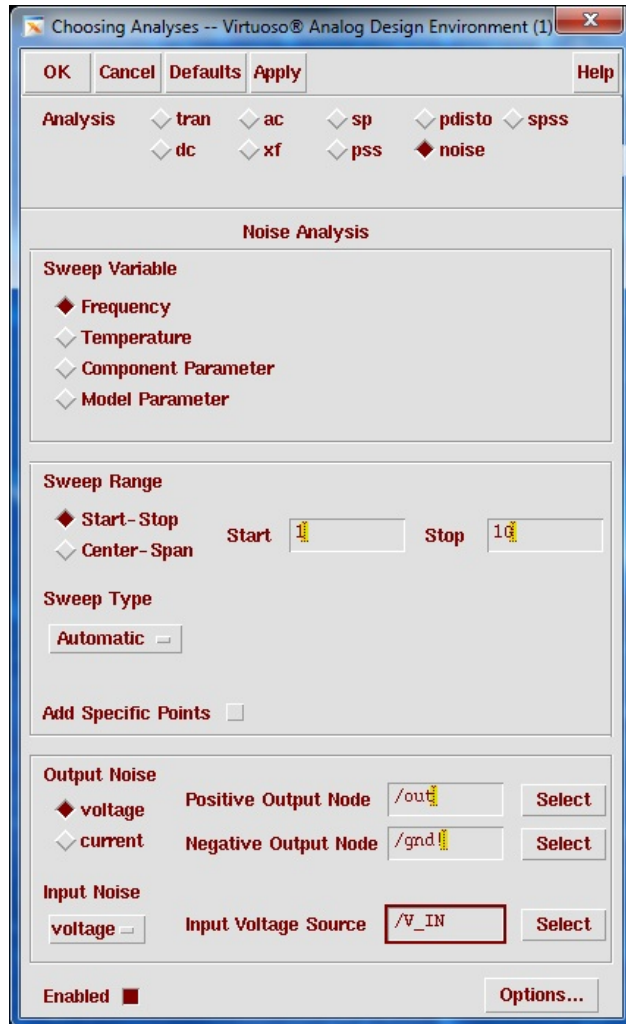 Choosing Analyses -- Virtuoso® Analog Design Environment (1)
OK Cancel Defaults Apply Help
Analysis tran ac sp pdisto spss
dc xf pss noise
Noise Analysis
Sweep Variable
Frequency
Temperature
Component Parameter
Model Parameter
Sweep Range
Start-Stop
Center-Span
Start 1 Stop 1G
Sweep Type
Automatic
Add Specific Points
Output Noise
voltage
current
Positive Output Node /out Select
Negative Output Node /gnd! Select
Input Noise
voltage Input Voltage Source /V_IN Select
Enabled Options...